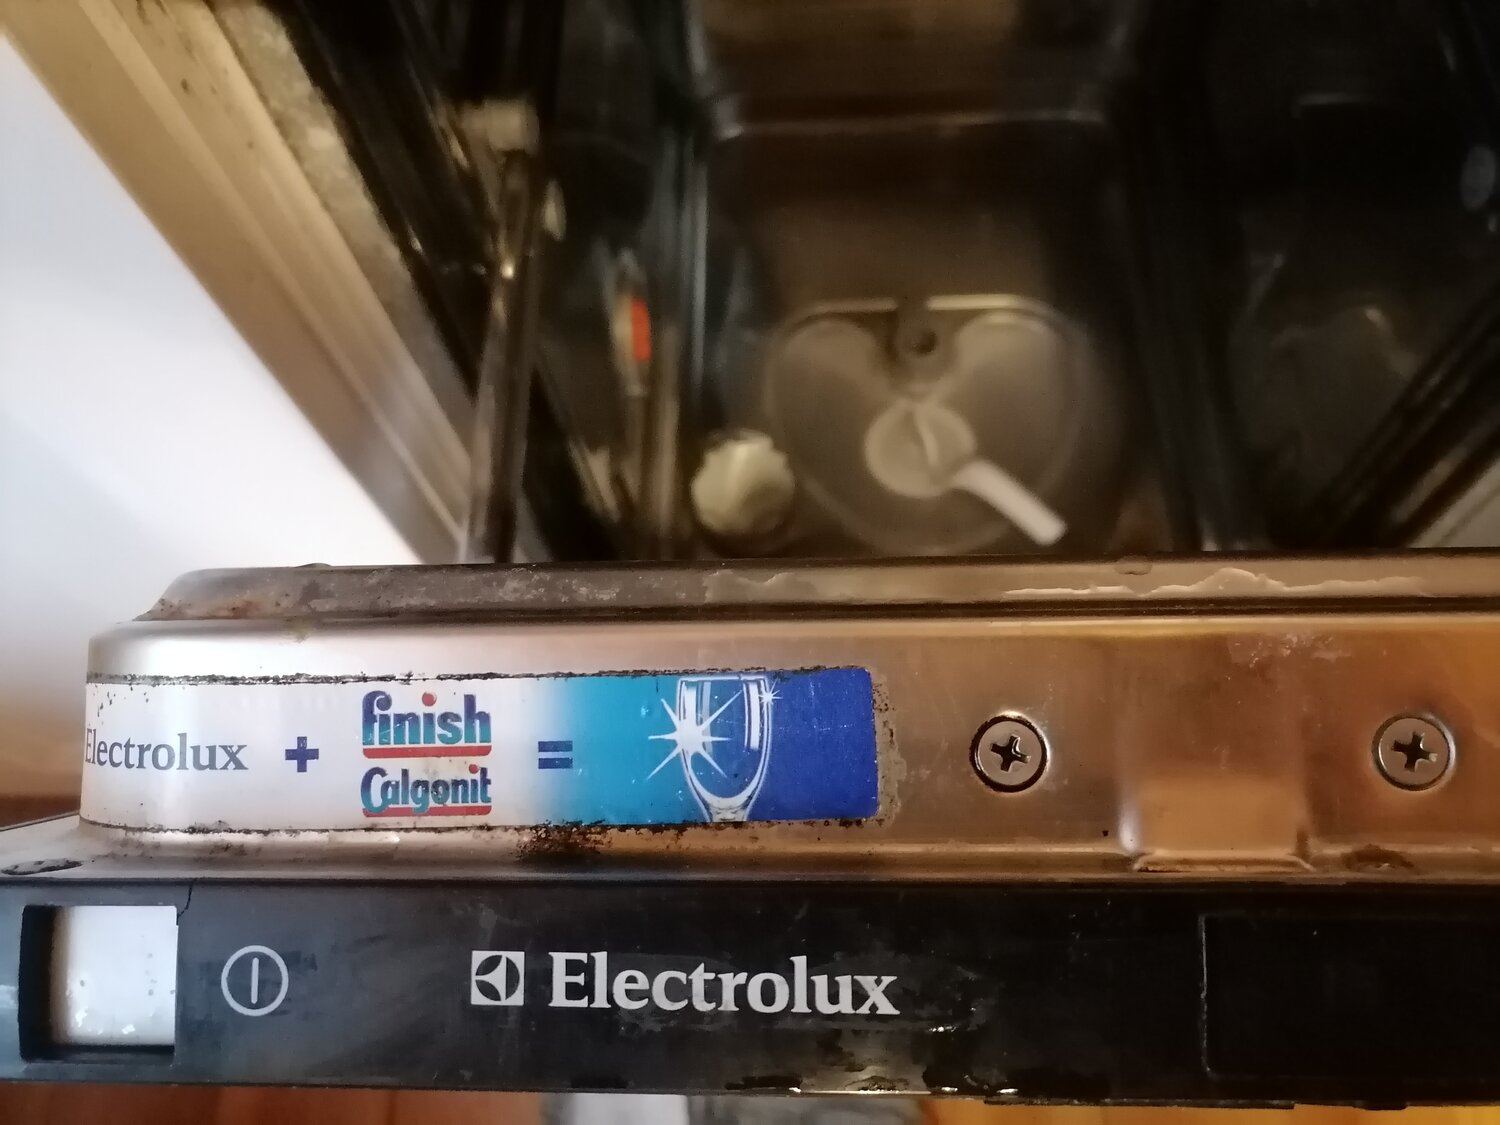 Electrolux + finish =
Calgonit
Electrolux